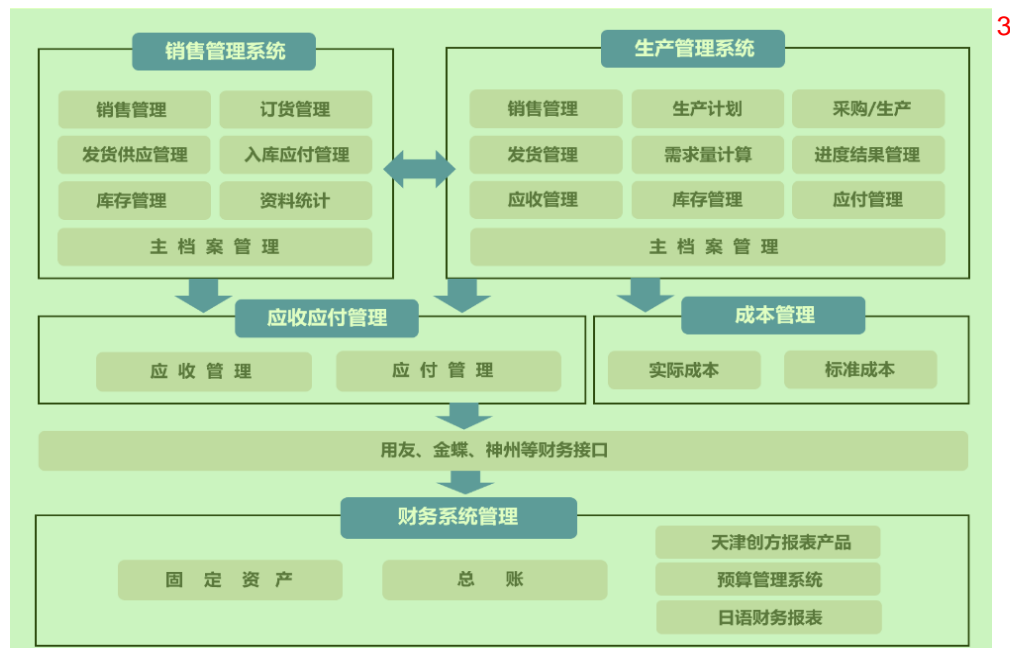 3
销售管理系统
销售管理 订货管理
发货供应管理 入库应付管理
库存管理 资料统计
主档案管理
生产管理系统
销售管理 生产计划 采购/生产
发货管理 需求量计算 进度结果管理
应收管理 库存管理 应付管理
主档案管理
应收应付管理
应收管理 应付管理
成本管理
实际成本 标准成本
用友、金蝶、神州等财务接口
财务系统管理
固定资产 总账
天津创方报表产品
预算管理系统
日语财务报表